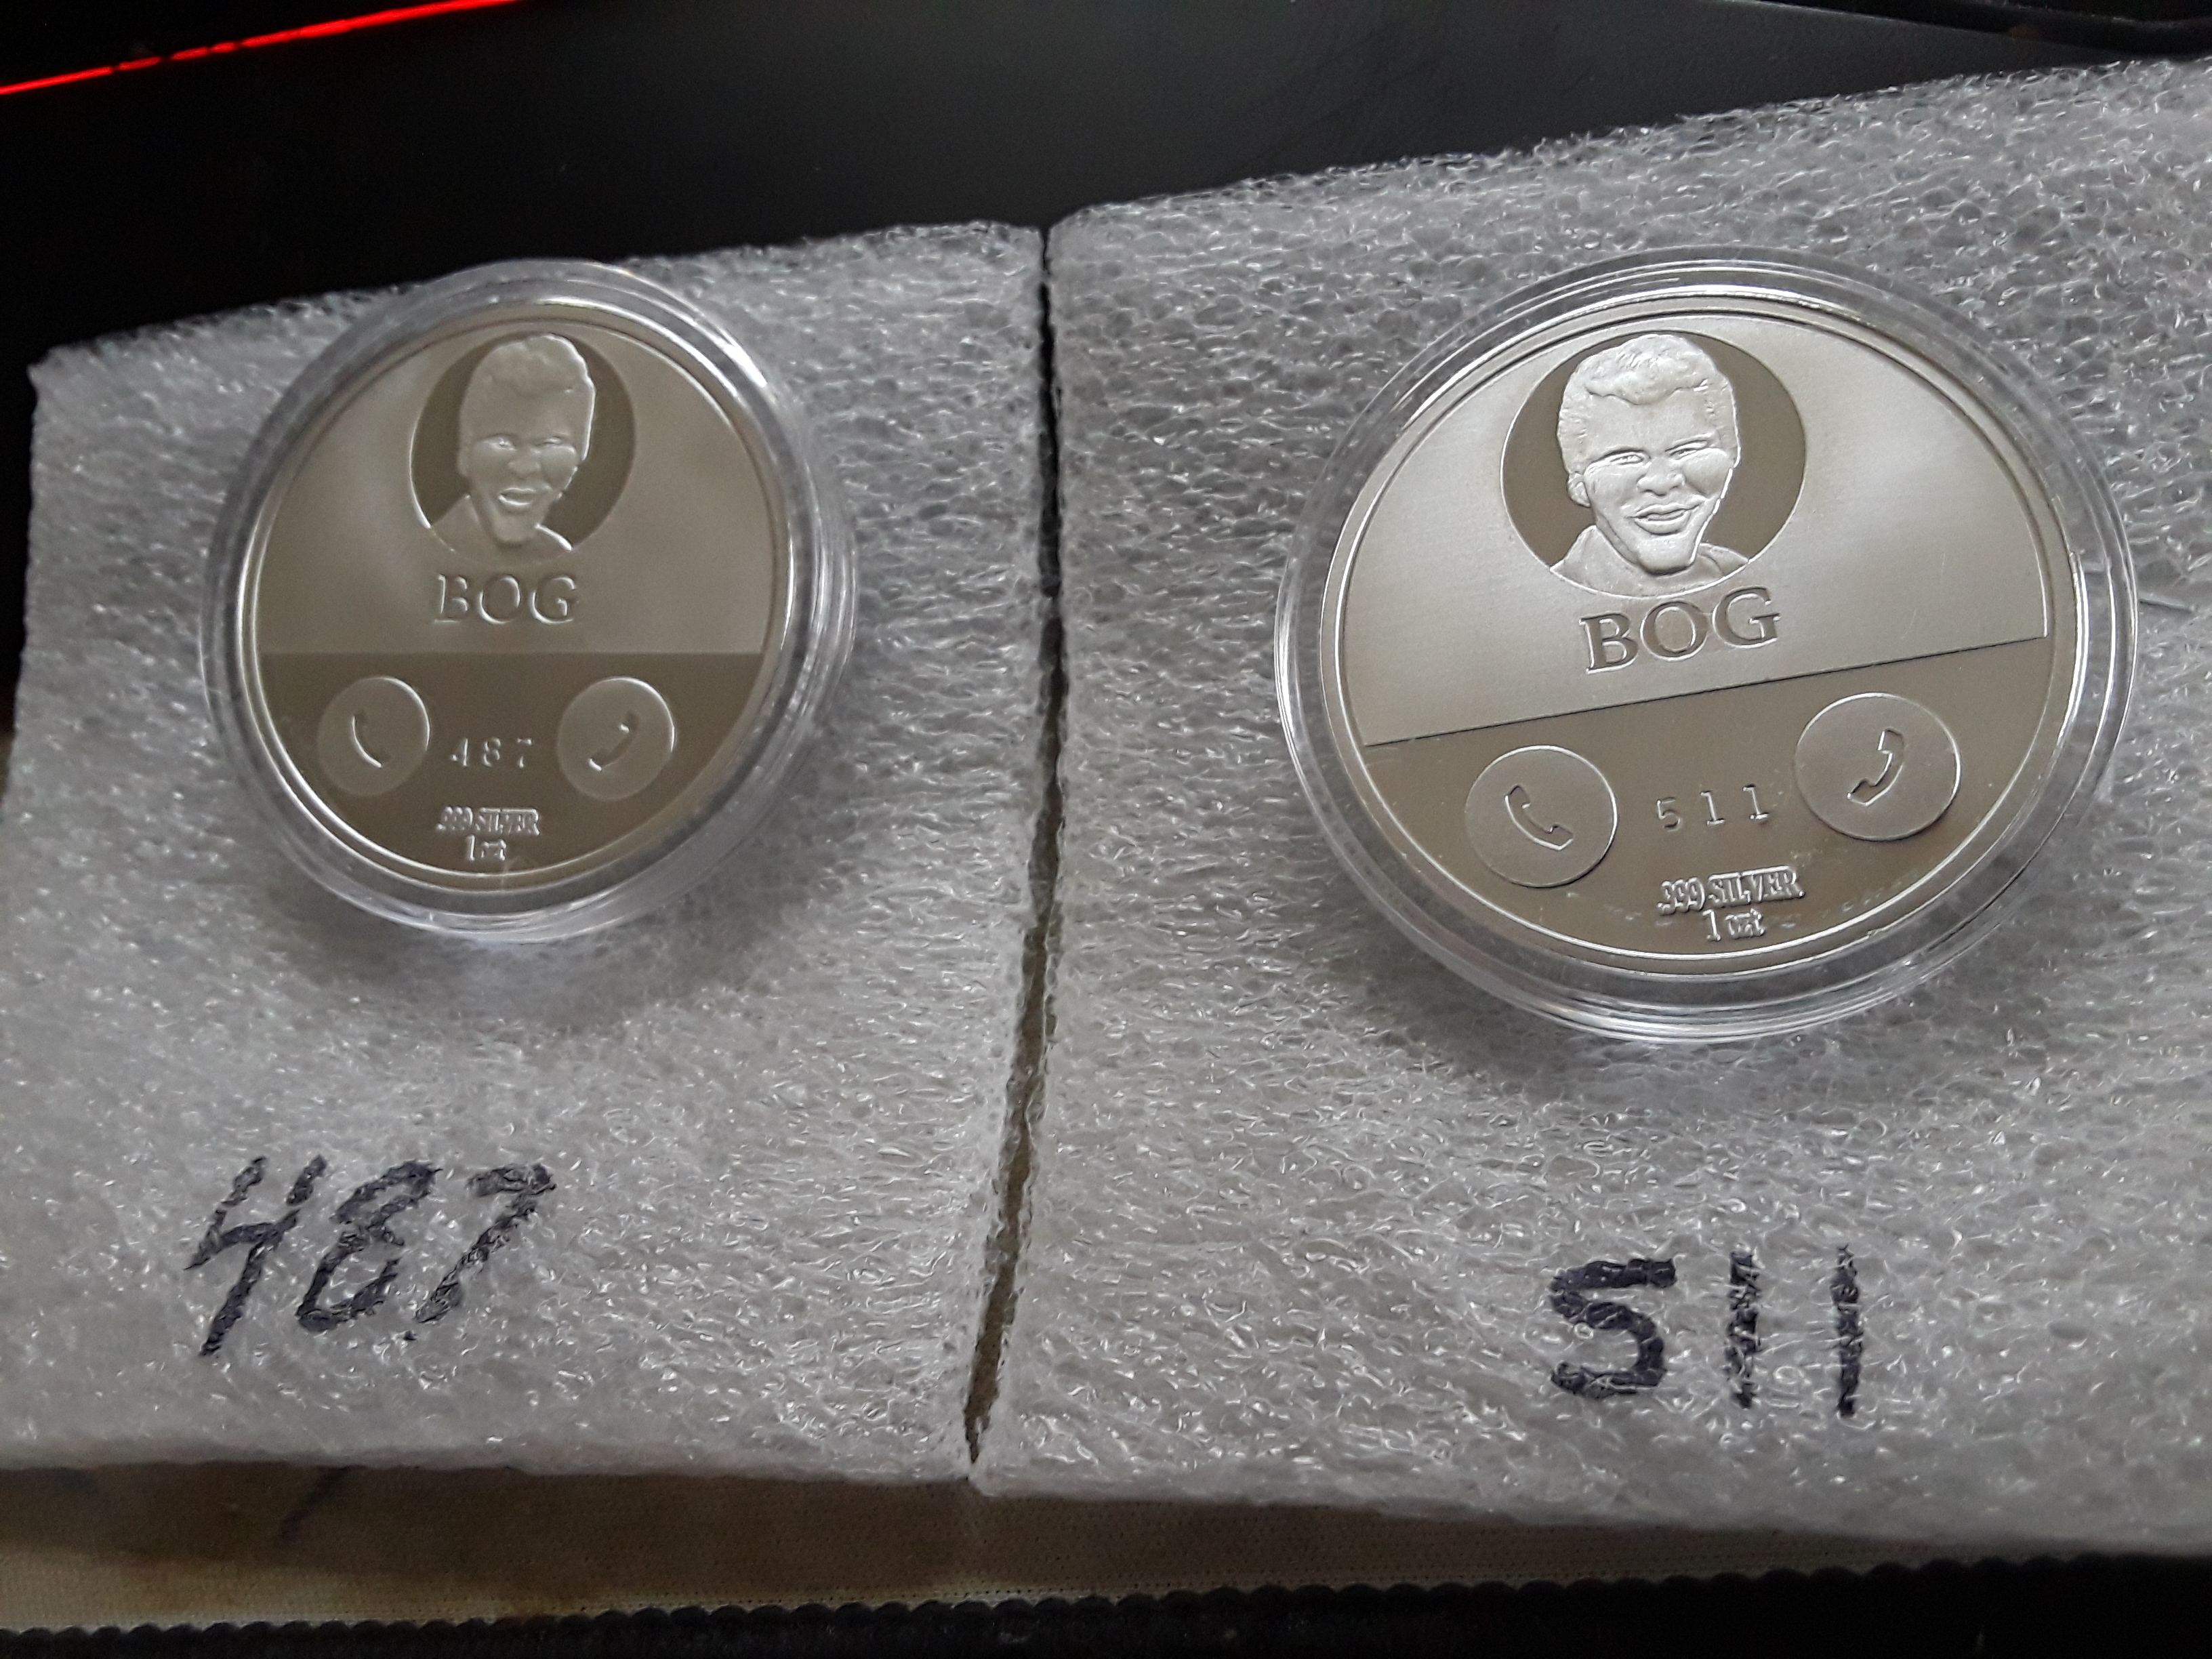 BOG
487
.999 SILVER
1 ozt
BOG
511
.999 SILVER
1 ozt
487
511